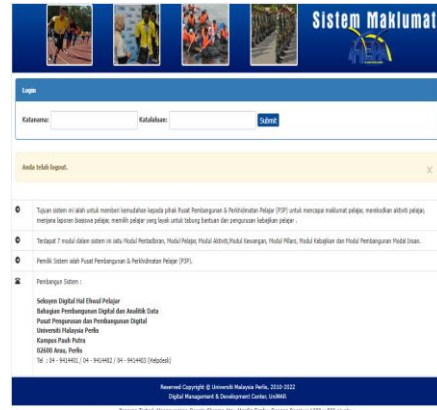 Sistem Maklumat
HEPA
Login
Katanama:
Katalaluan:
Submit
Anda telah logout.
X
Tujuan sistem ini ialah untuk memberi kemudahan kepada pihak Pusat Pembangunan & Perkhidmatan Pelajar (P3P) untuk mencapai maklumat pelajar, merekodkan aktiviti pelajar,
menjana laporan biasiswa pelajar, memilih pelajar yang layak untuk tabung bantuan dan pengurusan kebajikan pelajar .
Terdapat 7 modul dalam sistem ini iaitu Modul Pentadbiran, Modul Pelajar, Modul Aktiviti,Modul Kewangan, Modul Pillars, Modul Kebajikan dan Modul Pembangunan Modal Insan.
Pemilik Sistem ialah Pusat Pembangunan & Perkhidmatan Pelajar (P3P).
Pembangun Sistem :
Seksyen Digital Hal Ehwal Pelajar
Bahagian Pembangunan Digital dan Analitik Data
Pusat Pengurusan dan Pembangunan Digital
Universiti Malaysia Perlis
Kampus Pauh Putra
02600 Arau, Perlis
Tel : 04 - 9414401 / 04 - 9414402 / 04 - 9414403 [Helpdesk]
Reserved Copyright © Universiti Malaysia Perlis, 2010-2022
Digital Management & Development Center, UniMAP.